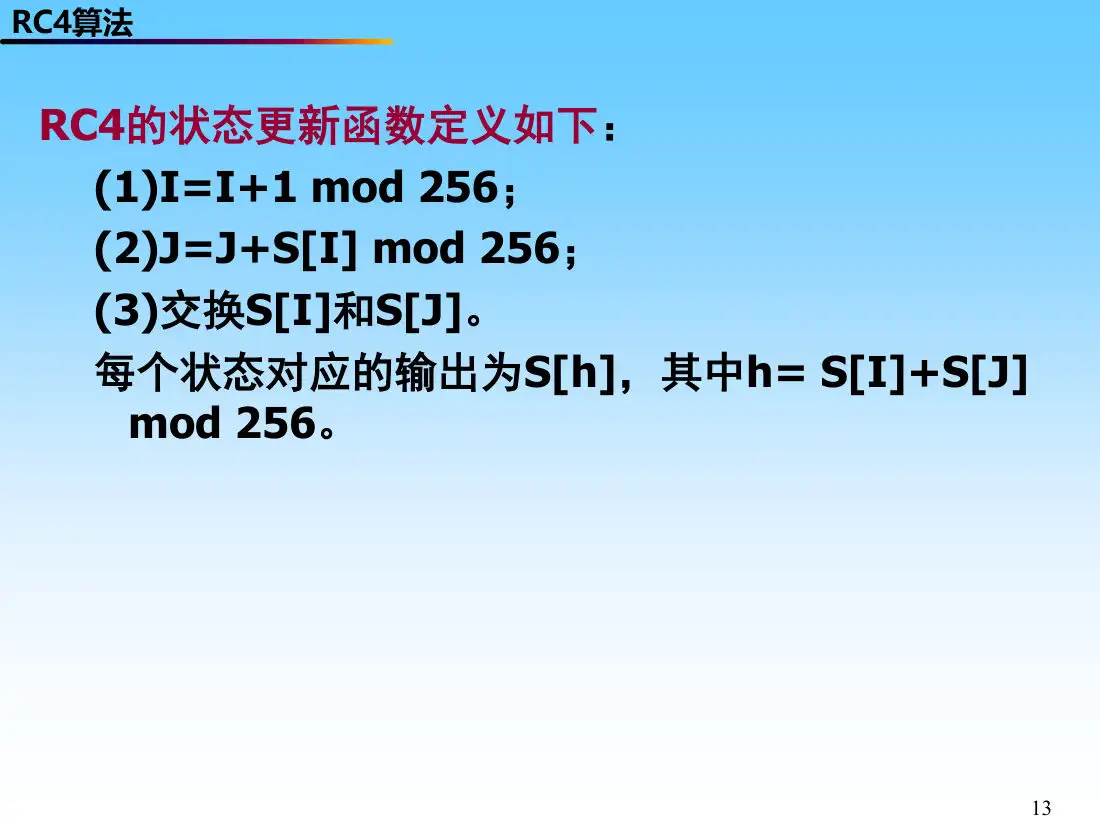 RC4算法
RC4的状态更新函数定义如下：
(1)I=I+1 mod 256；
(2)J=J+S[I] mod 256；
(3)交换S[I]和S[J]。
每个状态对应的输出为S[h]，其中h= S[I]+S[J]
mod 256。
13